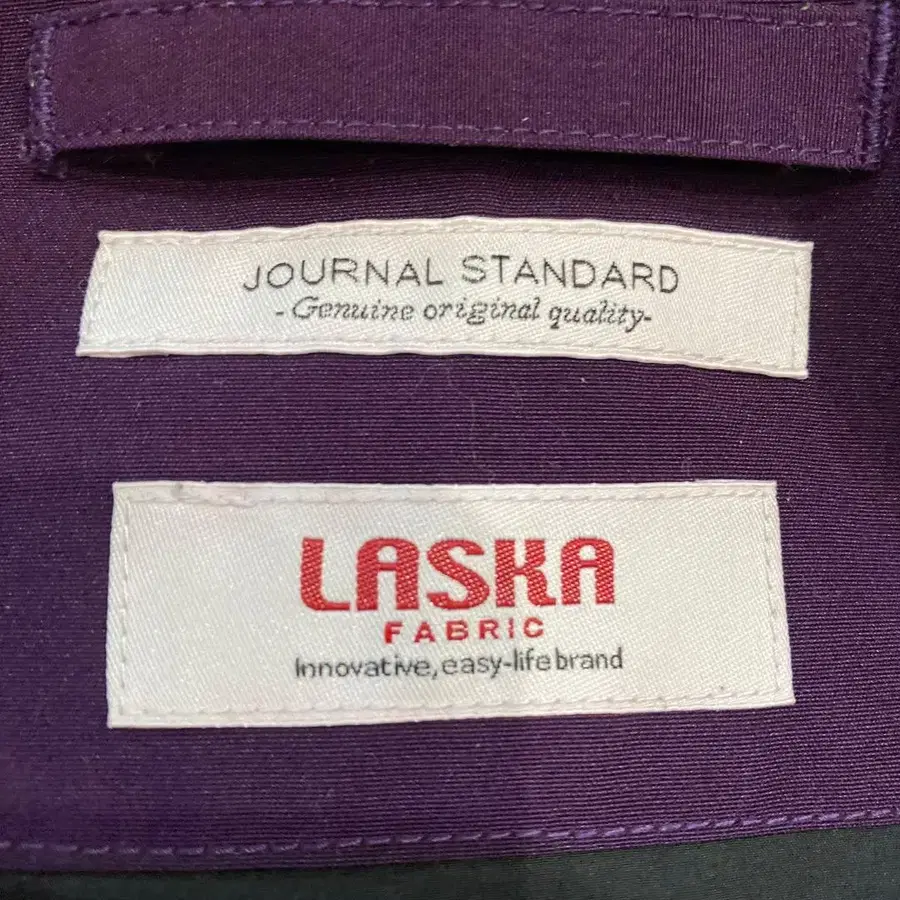 JOURNAL STANDARD
-Genuine original quality-
LASKA
FABRIC
Innovative, easy-life brand